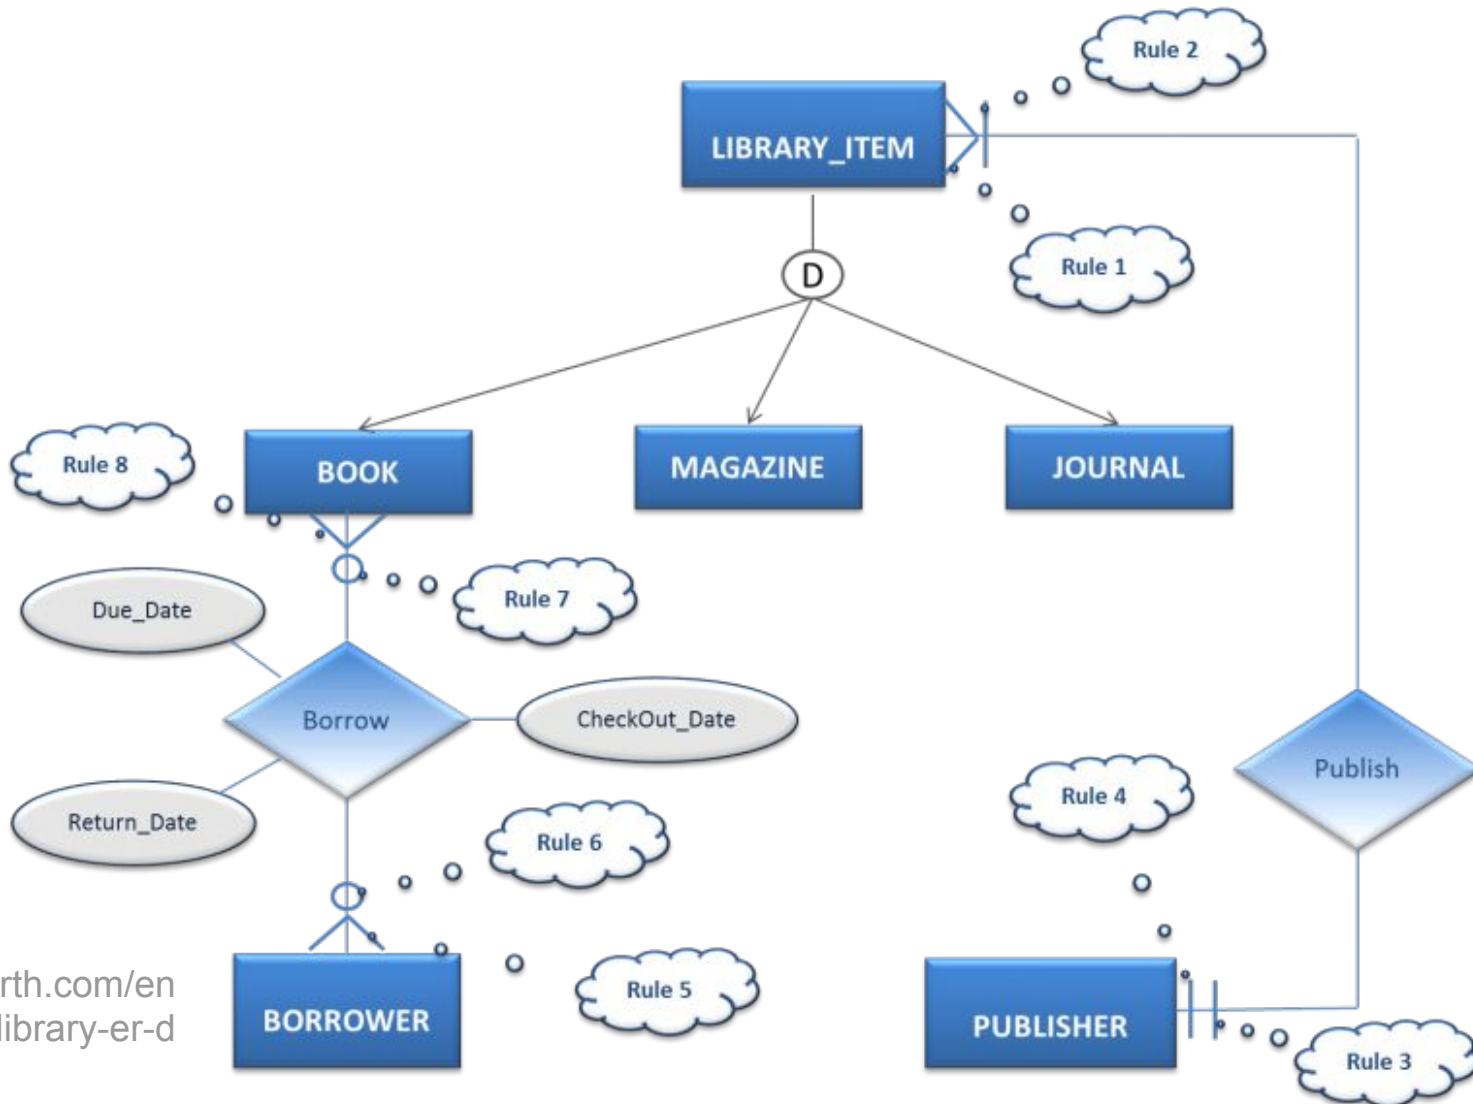 Rule 2
LIBRARY_ITEM
Rule 1
D
Rule 8
BOOK
MAGAZINE
JOURNAL
Rule 7
Due_Date
Borrow
CheckOut_Date
Publish
Rule 4
Return_Date
Rule 6
rth.com/en
library-er-d
BORROWER
Rule 5
PUBLISHER
Rule 3